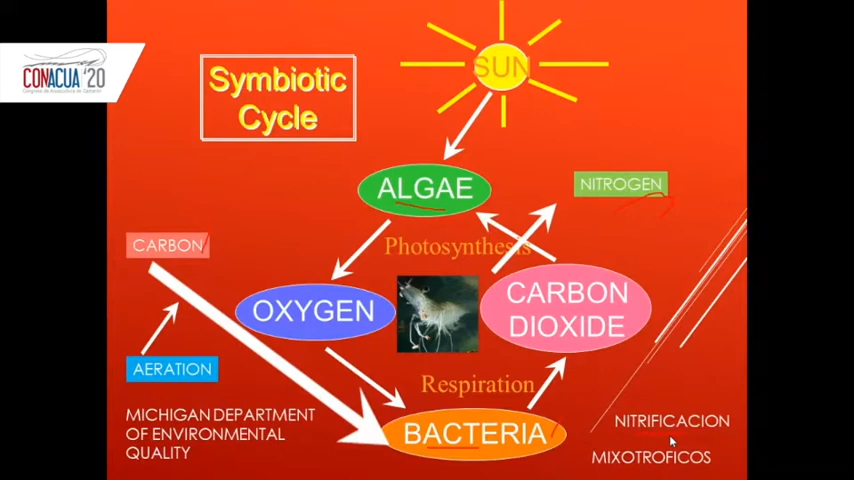 CONACUA '20
Symbiotic
Cycle
SUN
ALGAE
NITROGEN
CARBON
Photosynthesis
OXYGEN
CARBON
DIOXIDE
AERATION
Respiration
MICHIGAN DEPARTMENT
OF ENVIRONMENTAL
QUALITY
BACTERIA
NITRIFICACION
MIXOTROFICOS